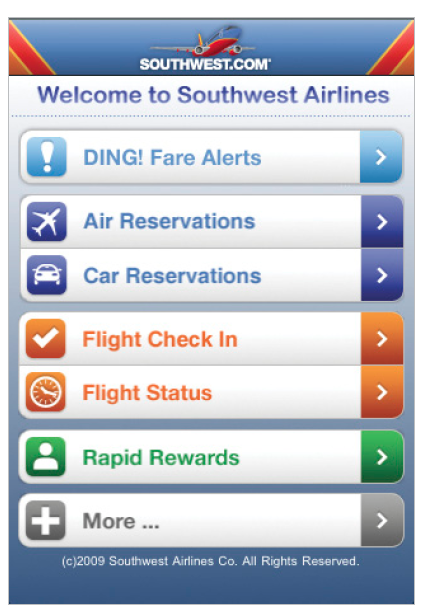 SOUTHWEST.COM®
Welcome to Southwest Airlines
DING! Fare Alerts
Air Reservations
Car Reservations
Flight Check In
Flight Status
Rapid Rewards
More ...
(c)2009 Southwest Airlines Co. All Rights Reserved.